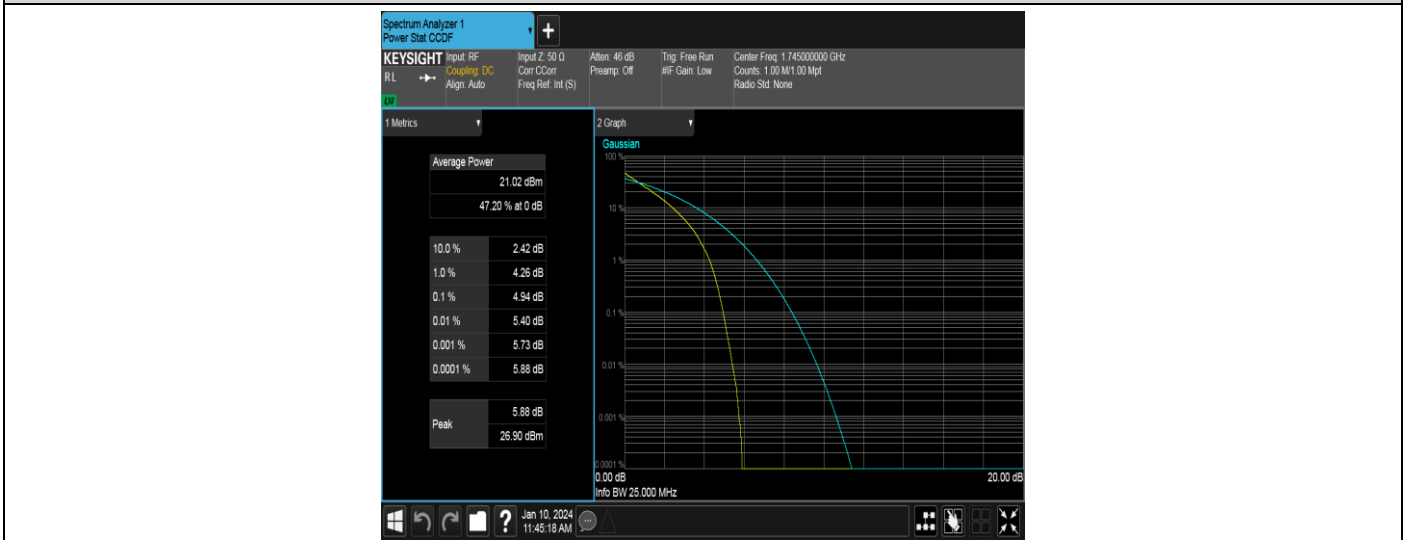 Spectrum Analyzer 1
Power Stat CCDF
+
KEYSIGHT Input: RF Input Z: 50 Ω Atten: 46 dB Trig: Free Run Center Freq: 1.745000000 GHz
RL Coupling: DC Corr CCorr Preamp: Off #IF Gain: Low Counts: 1.00 M/1.00 Mpt
Align: Auto Freq Ref: Int (S) Radio Std: None
LXI
1 Metrics
Average Power
21.02 dBm
47.20 % at 0 dB
10.0 % 2.42 dB
1.0 % 4.26 dB
0.1 % 4.94 dB
0.01 % 5.40 dB
0.001 % 5.73 dB
0.0001 % 5.88 dB
Peak 5.88 dB
26.90 dBm
2 Graph
Gaussian
100 %
10 %
1 %
0.1 %
0.01 %
0.001 %
0.0001 %
0.00 dB 20.00 dB
Info BW 25.000 MHz
? Jan 10, 2024
11:45:18 AM